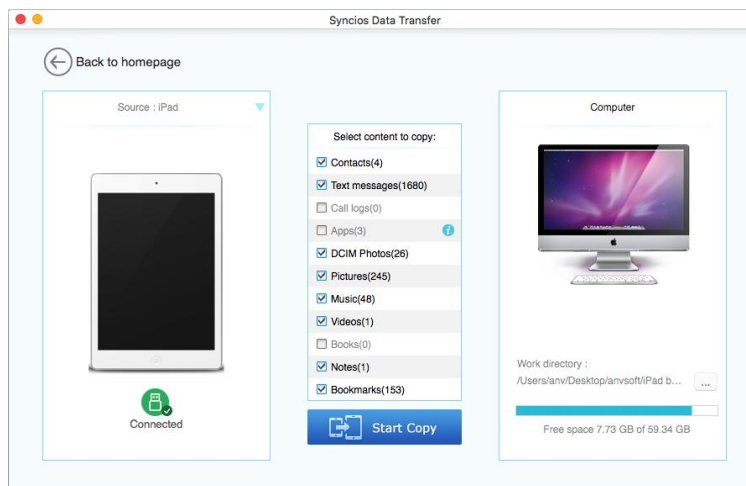 Syncios Data Transfer
Back to homepage
Source : iPad
Connected
Select content to copy:
Contacts(4)
Text messages(1680)
Call logs(0)
Apps(3)
DCIM Photos(26)
Pictures(245)
Music(48)
Videos(1)
Books(0)
Notes(1)
Bookmarks(153)
Start Copy
Computer
Work directory :
/Users/anv/Desktop/anvsoft/iPad b... ...
Free space 7.73 GB of 59.34 GB